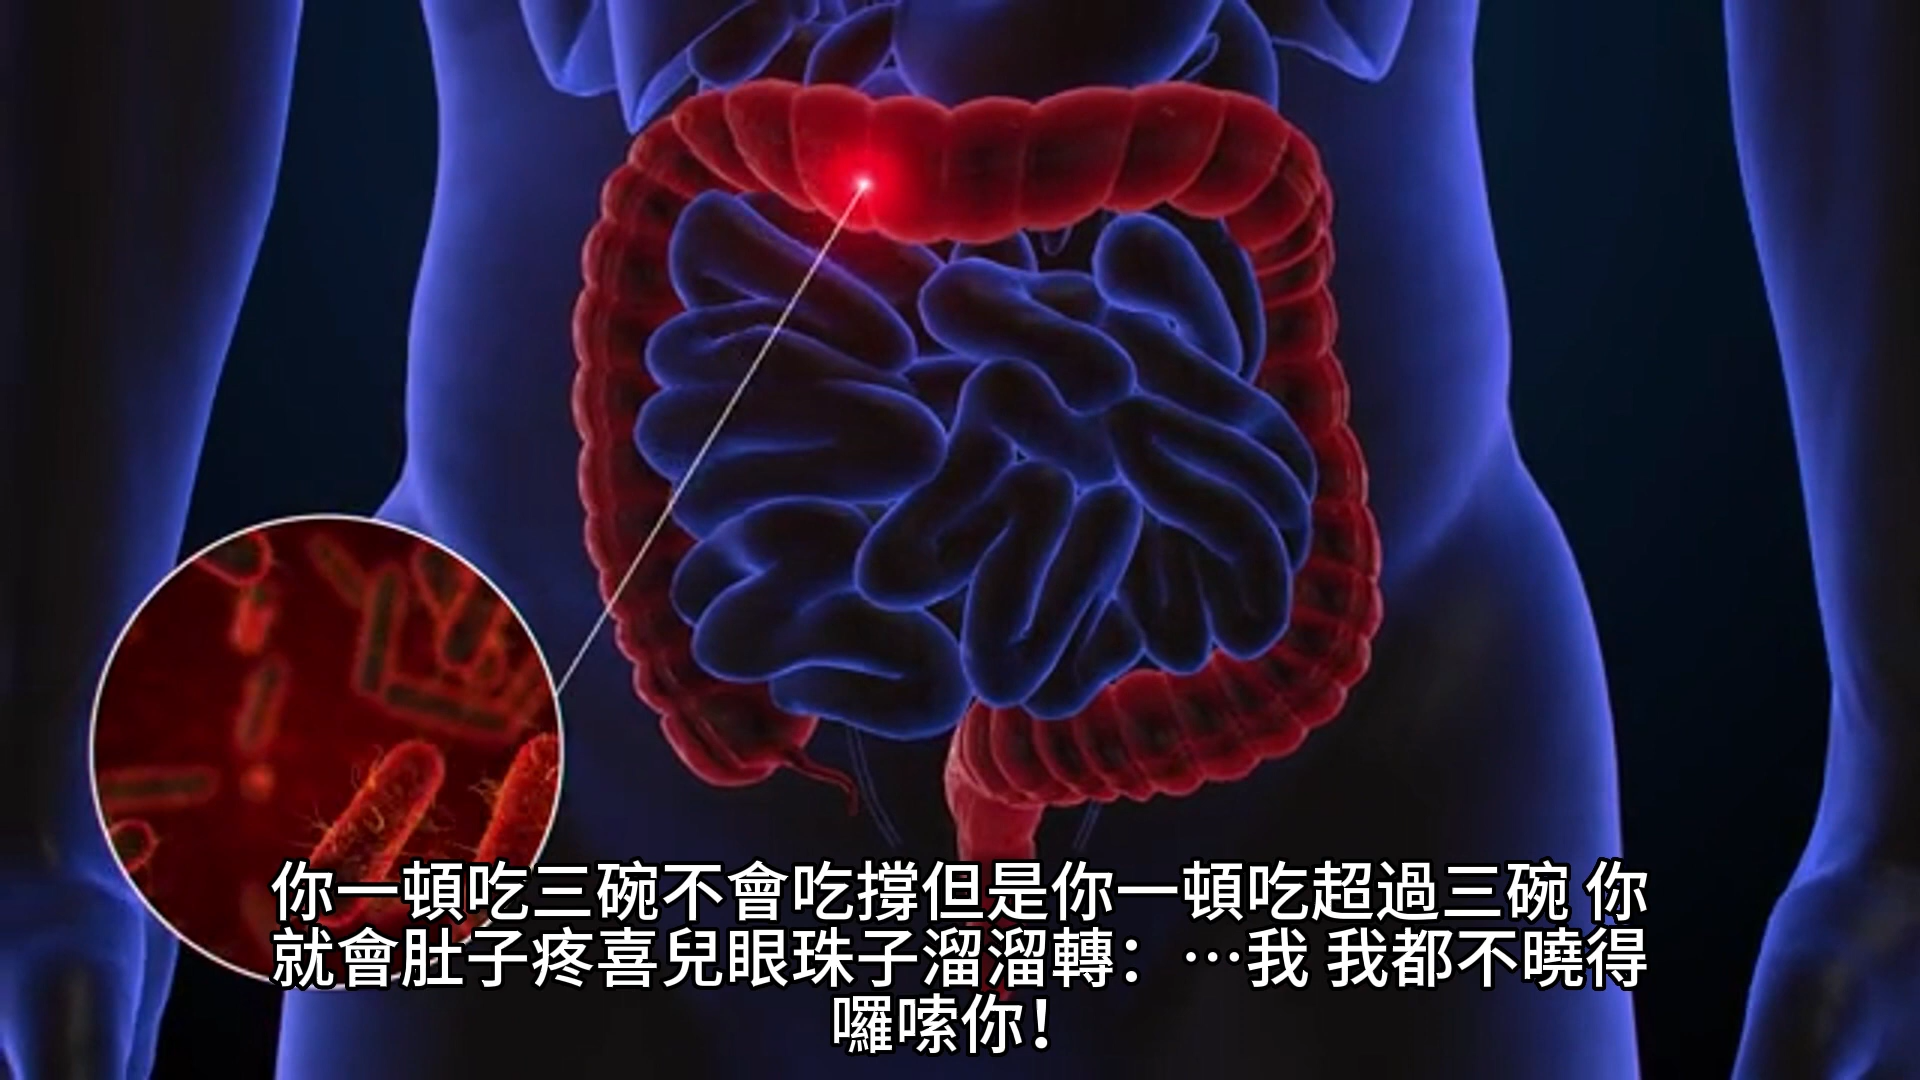 你一頓吃三碗不會吃撐但是你一頓吃超過三碗 你
就會肚子疼喜兒眼珠子溜溜轉：…我 我都不曉得
囉嗦你！